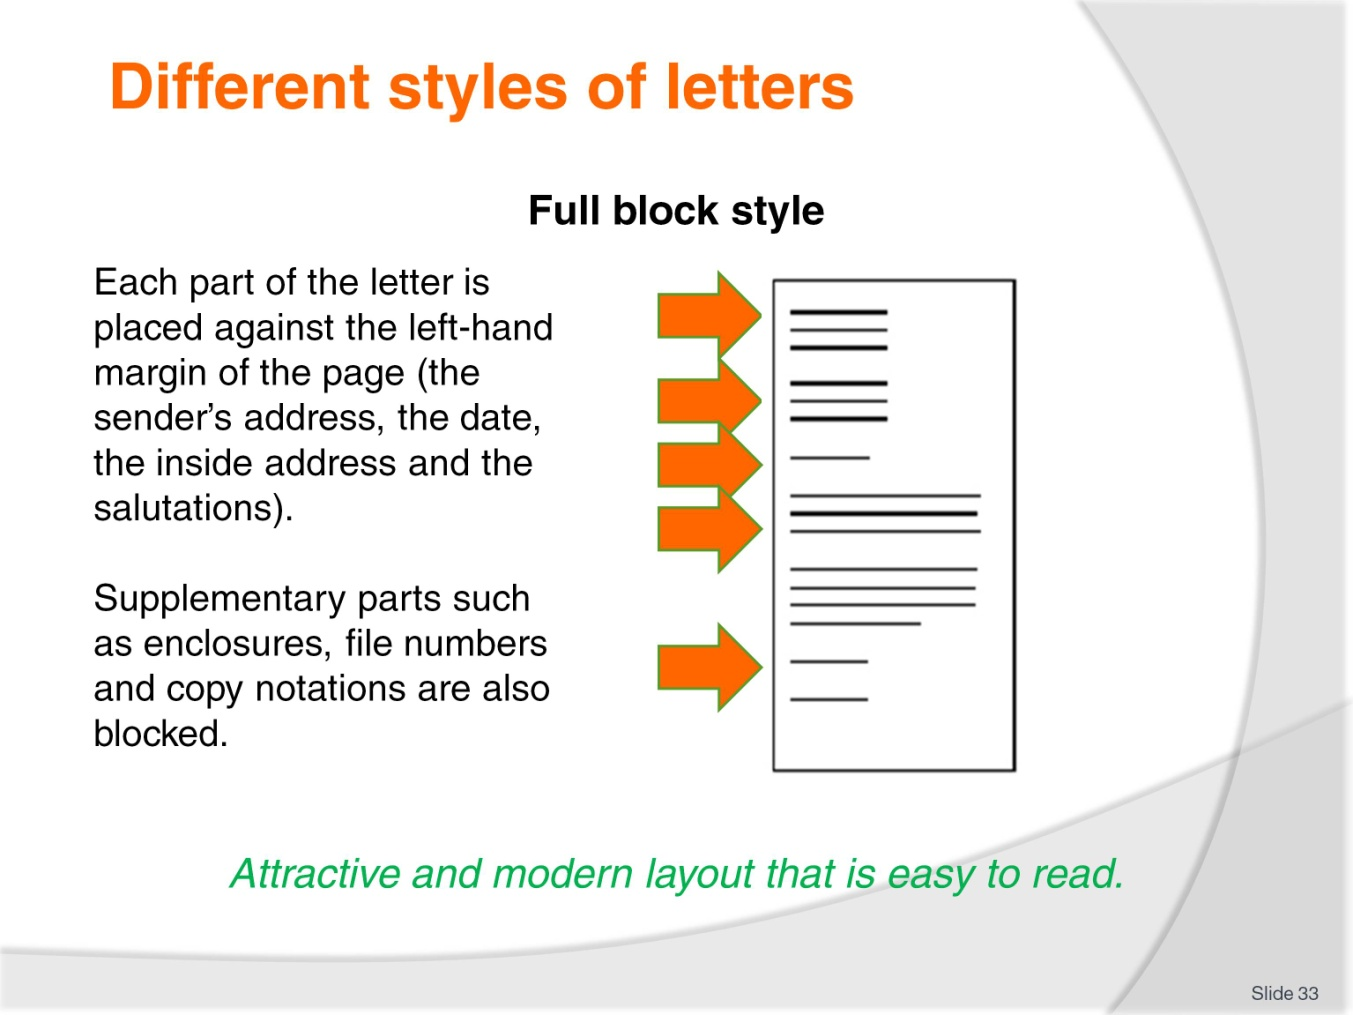 Different styles of letters
Full block style
Each part of the letter is
placed against the left-hand
margin of the page (the
sender’s address, the date,
the inside address and the
salutations).
Supplementary parts such
as enclosures, file numbers
and copy notations are also
blocked.
Attractive and modern layout that is easy to read.
Slide 33